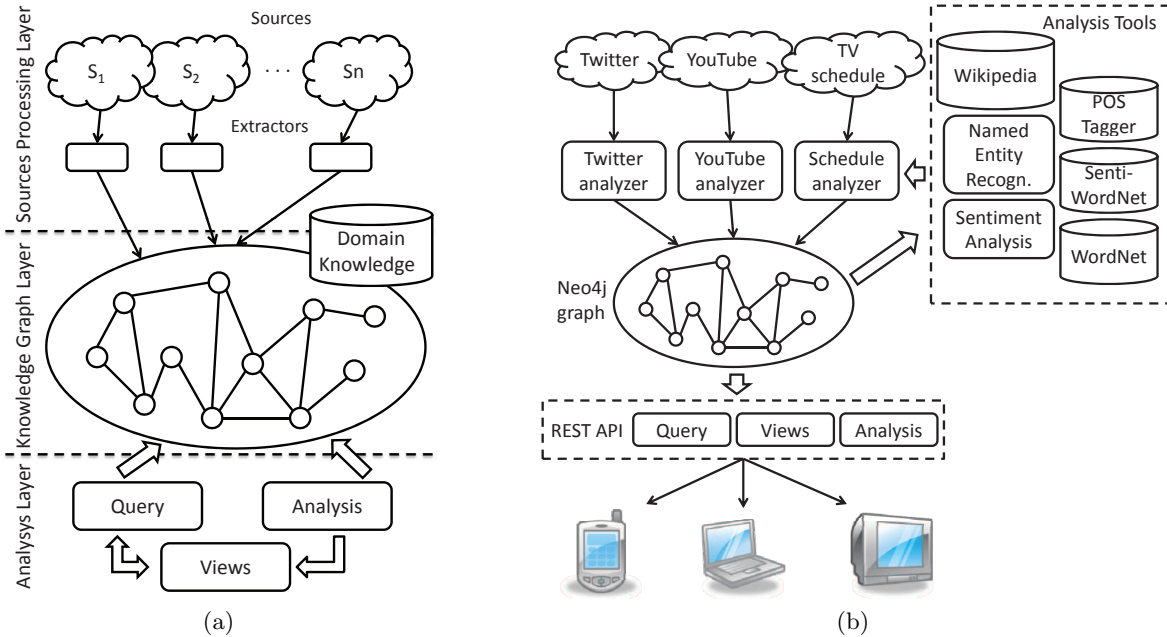 Sources Processing Layer
Sources
S1
S2
. . .
Sn
Extractors
Knowledge Graph Layer
Domain
Knowledge
Analysys Layer
Query
Analysis
Views
(a)
Twitter
YouTube
TV
schedule
Twitter
analyzer
YouTube
analyzer
Schedule
analyzer
Analysis Tools
Wikipedia
POS
Tagger
Named
Entity
Recogn.
Senti-
WordNet
Sentiment
Analysis
WordNet
Neo4j
graph
REST API
Query
Views
Analysis
(b)